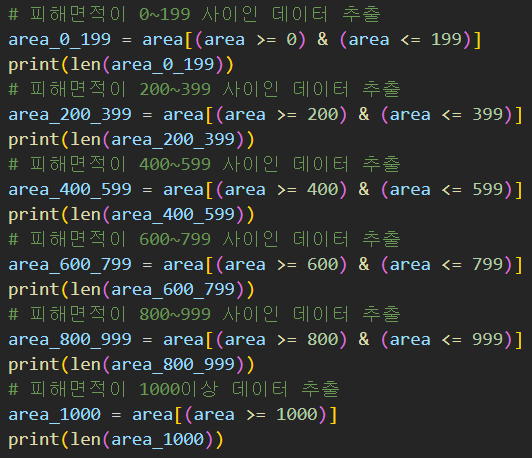 # 피해면적이 0~199 사이인 데이터 추출
area_0_199 = area[(area >= 0) & (area <= 199)]
print(len(area_0_199))
# 피해면적이 200~399 사이인 데이터 추출
area_200_399 = area[(area >= 200) & (area <= 399)]
print(len(area_200_399))
# 피해면적이 400~599 사이인 데이터 추출
area_400_599 = area[(area >= 400) & (area <= 599)]
print(len(area_400_599))
# 피해면적이 600~799 사이인 데이터 추출
area_600_799 = area[(area >= 600) & (area <= 799)]
print(len(area_600_799))
# 피해면적이 800~999 사이인 데이터 추출
area_800_999 = area[(area >= 800) & (area <= 999)]
print(len(area_800_999))
# 피해면적이 1000이상 데이터 추출
area_1000 = area[(area >= 1000)]
print(len(area_1000))